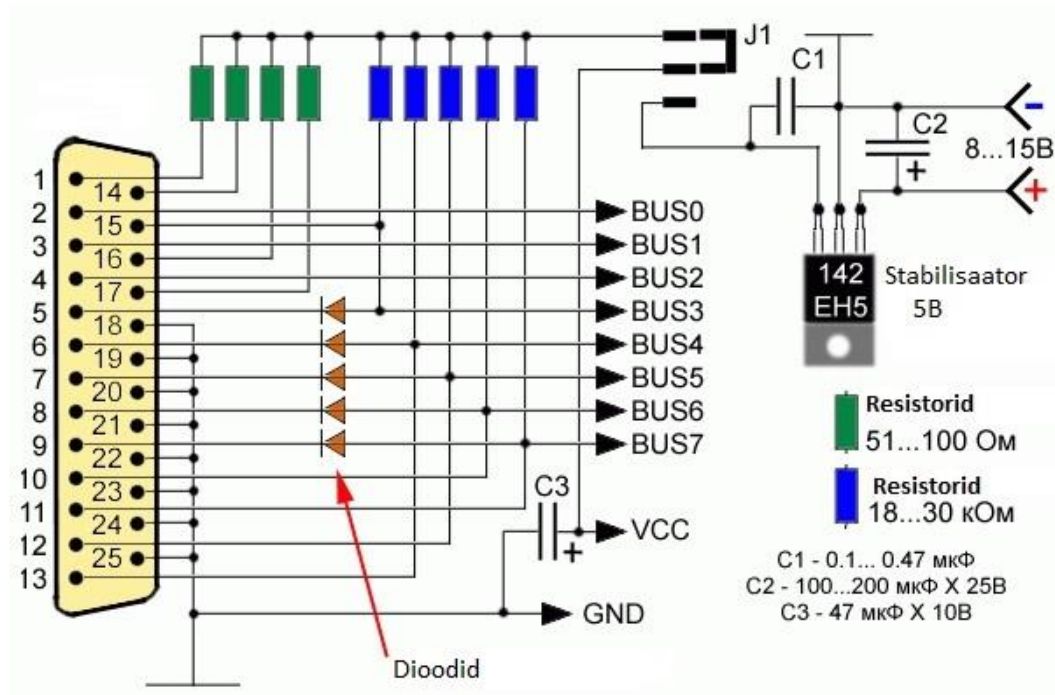 J1
C1
C2
8...15В
142
ЕН5
Stabilisaator
5В
1
14
2
15
3
16
4
17
5
18
6
19
7
20
8
21
9
22
10
23
11
24
12
25
13
BUS0
BUS1
BUS2
BUS3
BUS4
BUS5
BUS6
BUS7
C3
VCC
GND
Dioodid
Resistorid
51...100 Ом
Resistorid
18...30 кОм
C1 - 0.1... 0.47 мкФ
C2 - 100...200 мкФ X 25В
C3 - 47 мкФ X 10В